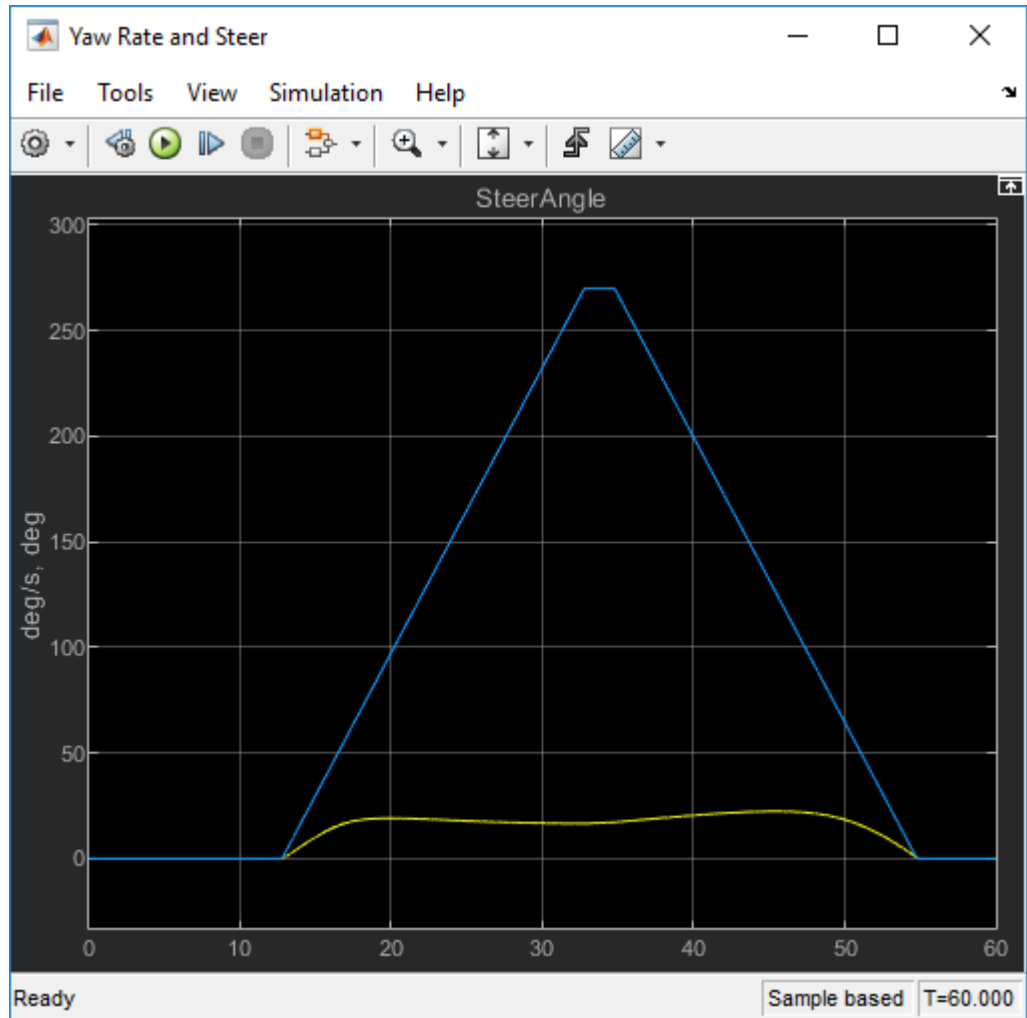 Yaw Rate and Steer
File Tools View Simulation Help
SteerAngle
300
250
200
150
100
50
0
deg/s, deg
0 10 20 30 40 50 60
Ready Sample based T=60.000